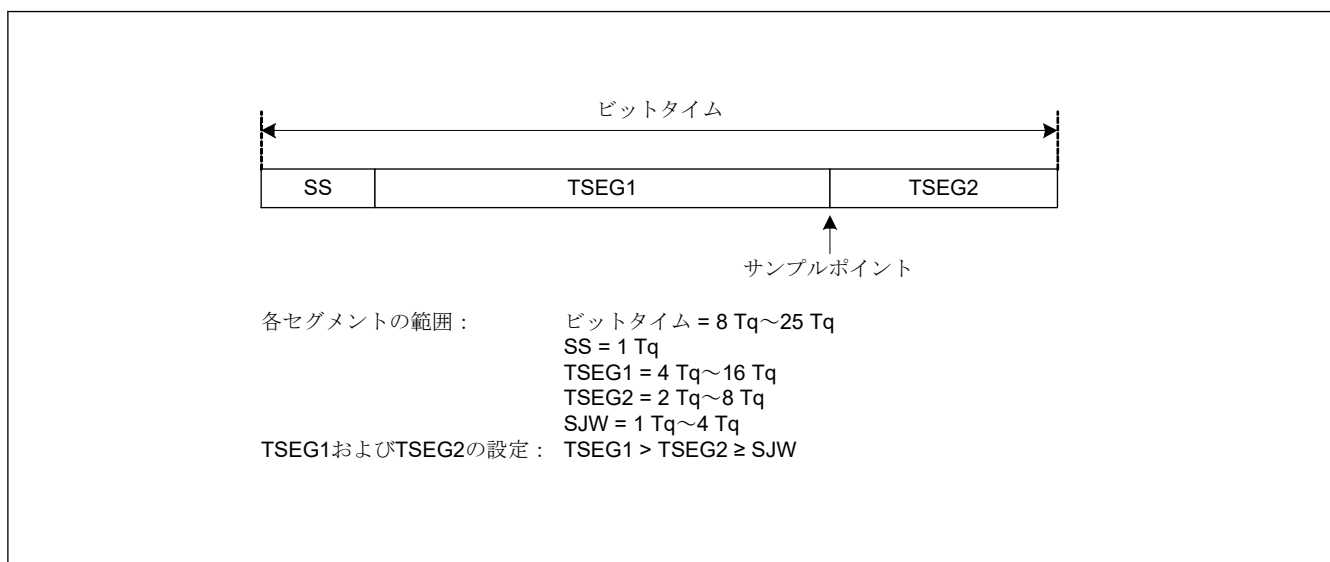 ビットタイム
SS TSEG1 TSEG2
サンプルポイント
各セグメントの範囲： ビットタイム = 8 Tq～25 Tq
SS = 1 Tq
TSEG1 = 4 Tq～16 Tq
TSEG2 = 2 Tq～8 Tq
SJW = 1 Tq～4 Tq
TSEG1およびTSEG2の設定： TSEG1 > TSEG2 ≥ SJW